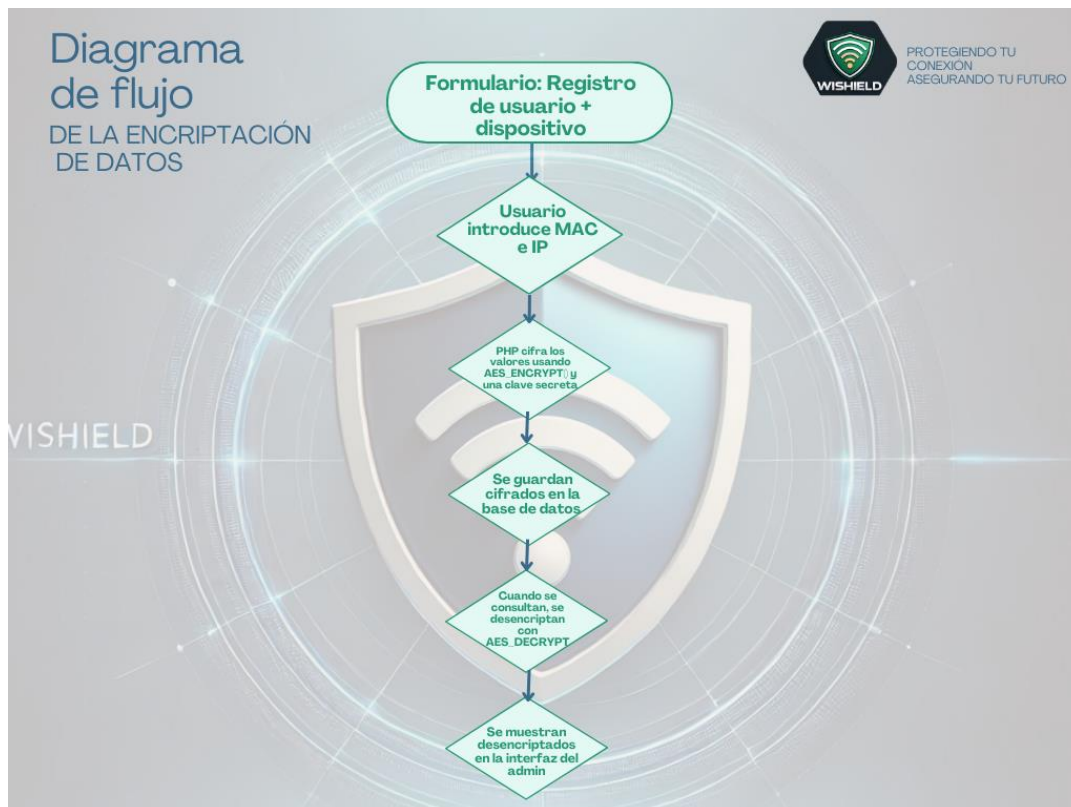 Diagrama
de flujo
DE LA ENCRIPTACIÓN
DE DATOS
WISHIELD
PROTEGIENDO TU
CONEXIÓN
ASEGURANDO TU FUTURO
Formulario: Registro
de usuario +
dispositivo
Usuario
introduce MAC
e IP
PHP cifra los
valores usando
AES_ENCRYPT() y
una clave secreta
WISHIELD
Se guardan
cifrados en la
base de datos
Cuando se
consultan, se
desencriptan
con
AES_DECRYPT
Se muestran
desencriptados
en la interfaz del
admin